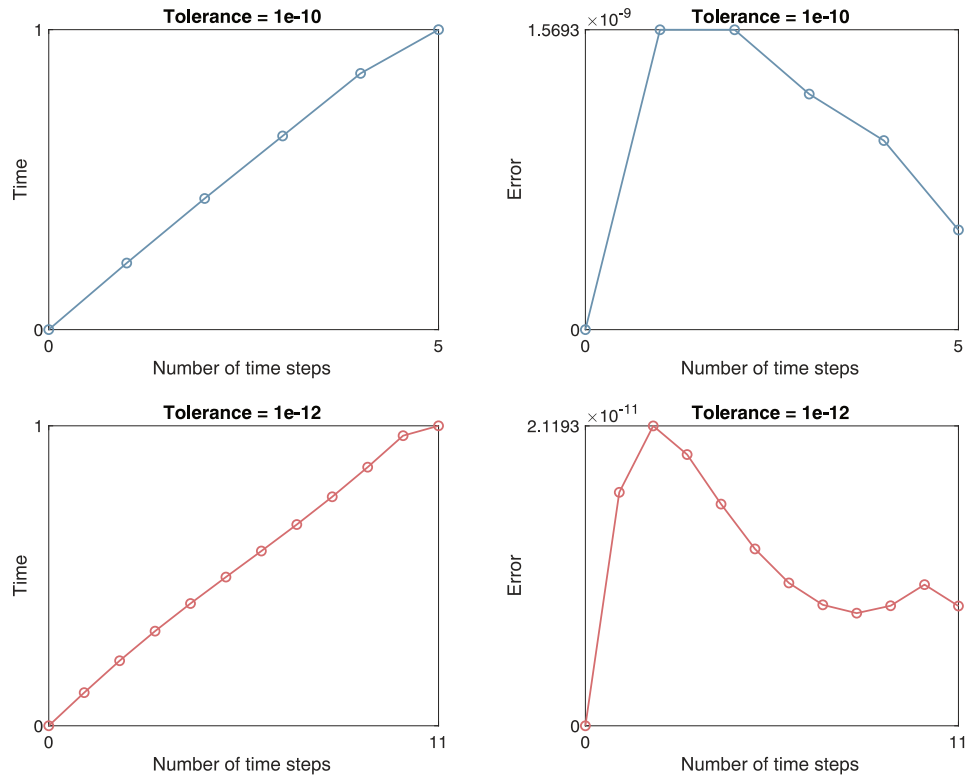 Tolerance = 1e-10
1
Time
0
0
5
Number of time steps
Tolerance = 1e-10
1.5693 ×10⁻⁹
Error
0
0
5
Number of time steps
Tolerance = 1e-12
1
Time
0
0
11
Number of time steps
Tolerance = 1e-12
2.1193 ×10⁻¹¹
Error
0
0
11
Number of time steps